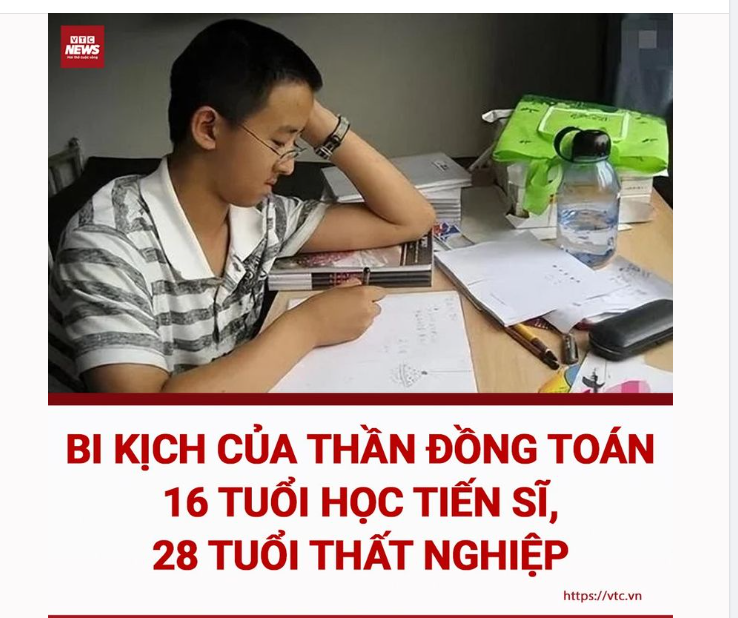 VTC
NEWS
BI KỊCH CỦA THẦN ĐỒNG TOÁN
16 TUỔI HỌC TIẾN SĨ,
28 TUỔI THẤT NGHIỆP
https://vtc.vn